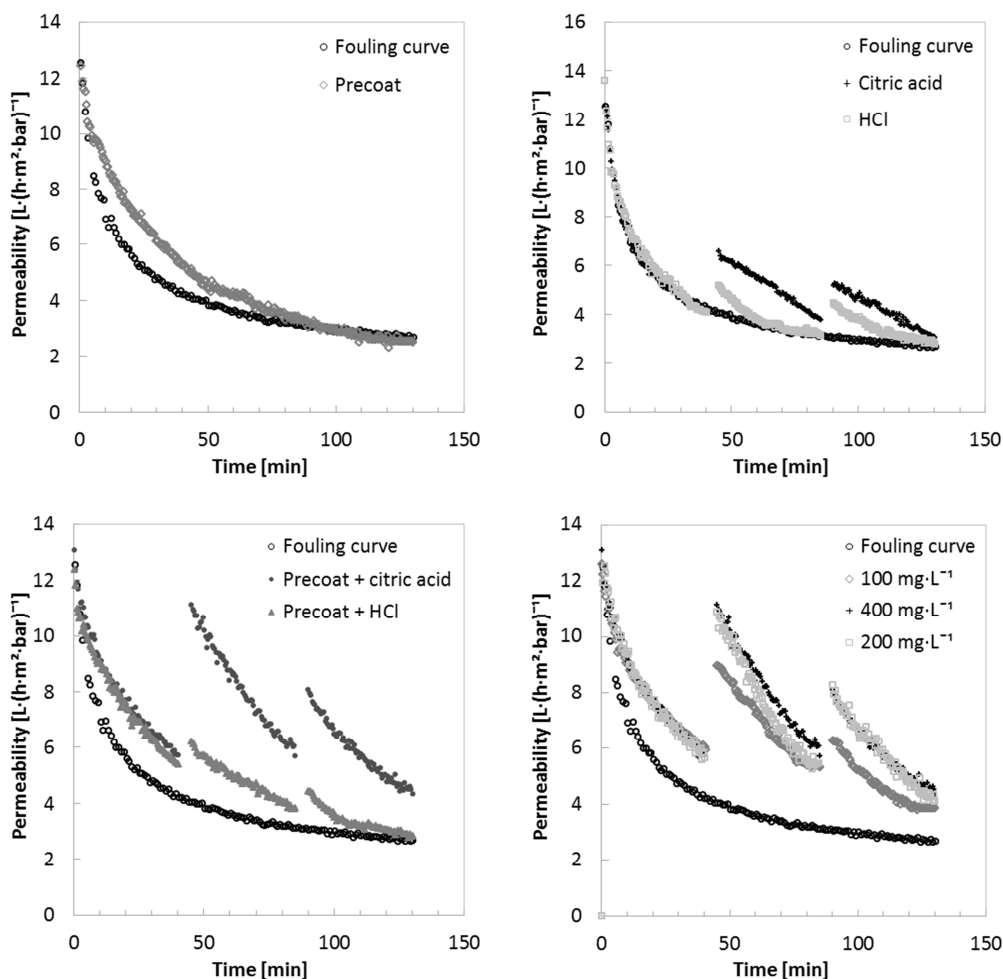 Permeability [L·(h·m²·bar)⁻¹]
14
12
10
8
6
4
2
0
Fouling curve
Precoat
0 50 100 150
Time [min]
Permeability [L·(h·m²·bar)⁻¹]
16
14
12
10
8
6
4
2
0
Fouling curve
Citric acid
HCl
0 50 100 150
Time [min]
Permeability [L·(h·m²·bar)⁻¹]
14
12
10
8
6
4
2
0
Fouling curve
Precoat + citric acid
Precoat + HCl
0 50 100 150
Time [min]
Permeability [L·(h·m²·bar)⁻¹]
14
12
10
8
6
4
2
0
Fouling curve
100 mg·L⁻¹
400 mg·L⁻¹
200 mg·L⁻¹
0 50 100 150
Time [min]